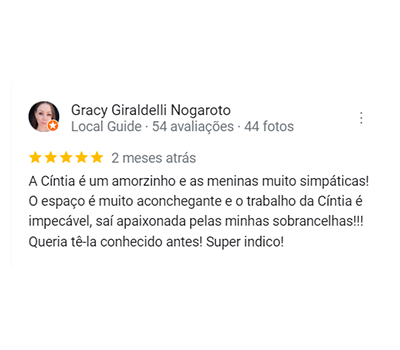 Gracy Giraldelli Nogaroto
Local Guide · 54 avaliações · 44 fotos
2 meses atrás
A Cíntia é um amorzinho e as meninas muito simpáticas!
O espaço é muito aconchegante e o trabalho da Cíntia é
impecável, saí apaixonada pelas minhas sobrancelhas!!!
Queria tê-la conhecido antes! Super indico!